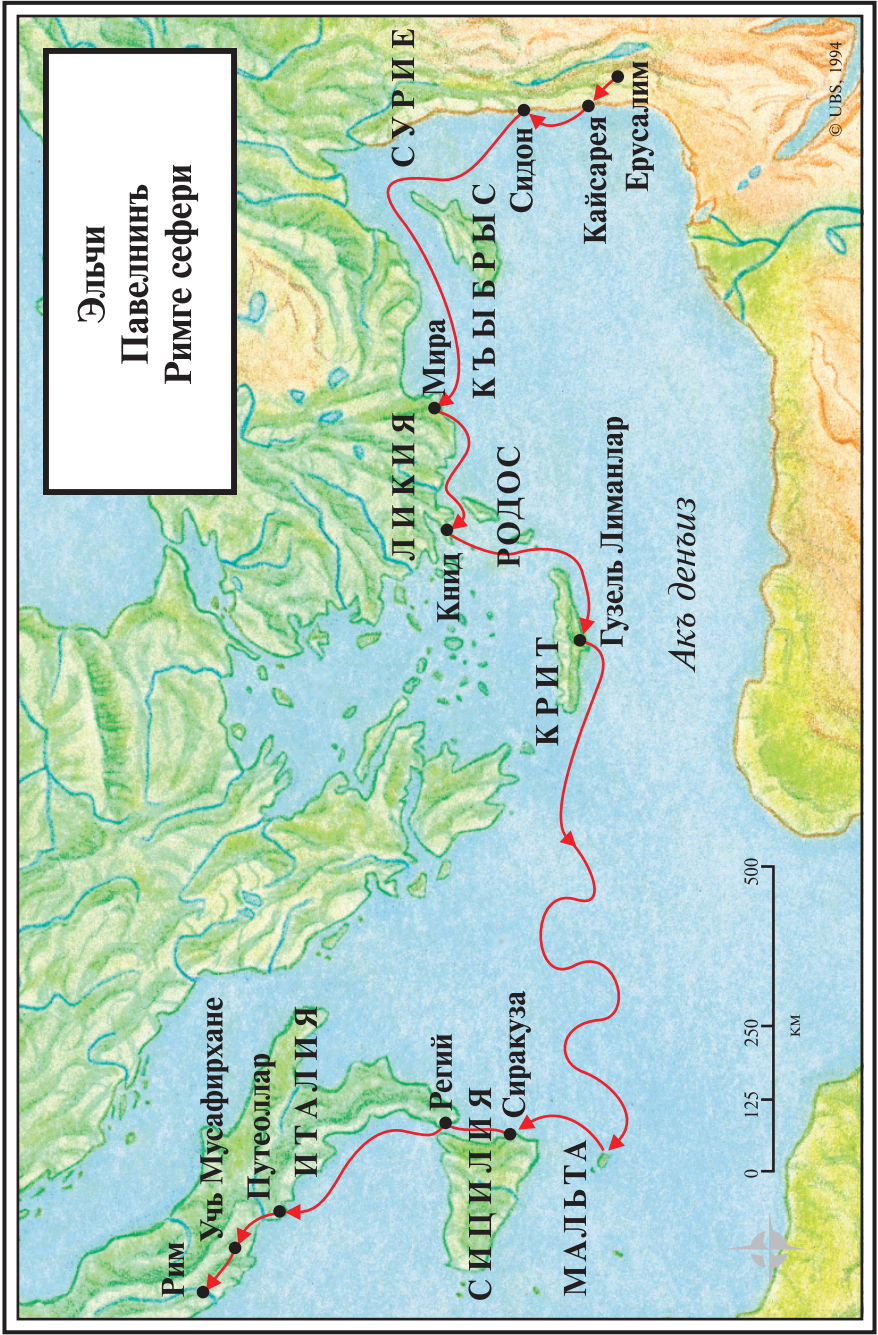 Эльчи
Павелнинъ
Римге сефери
СУРИЕ
Сидон
Кайсарея
Ерусалим
КЪЫБРЫС
Мира
ЛИКИЯ
Книд
РОДОС
Гузель Лиманлар
КРИТ
Акъ денъиз
Рим
Учь Мусафирхане
Путеоллар
ИТАЛИЯ
Регий
Сиракуза
СИЦИЛИЯ
МАЛЬТА
0 125 250 500
км
© UBS, 1994